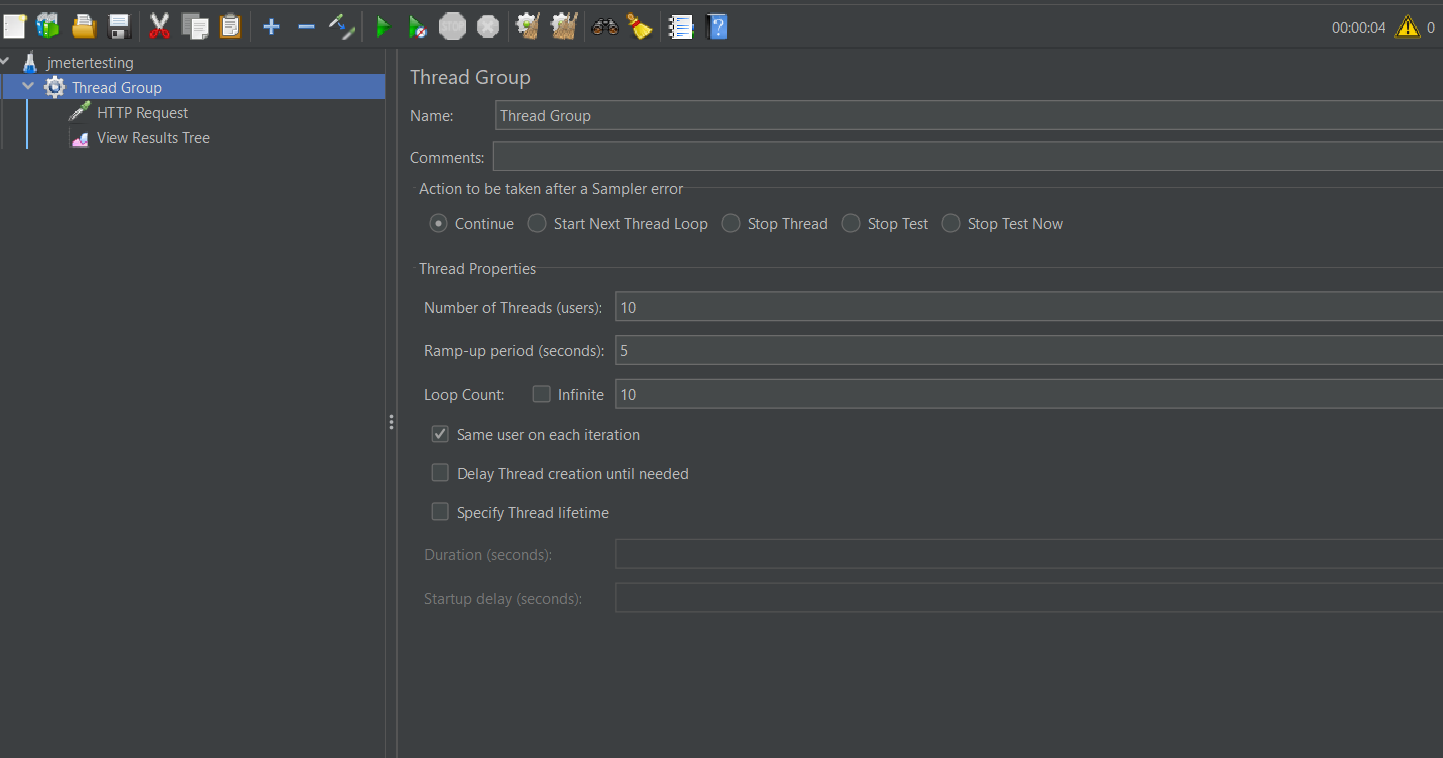 STOP
00:00:04 0
jmetertesting
Thread Group
HTTP Request
View Results Tree
Thread Group
Name: Thread Group
Comments:
Action to be taken after a Sampler error
Continue Start Next Thread Loop Stop Thread Stop Test Stop Test Now
Thread Properties
Number of Threads (users): 10
Ramp-up period (seconds): 5
Loop Count: Infinite 10
Same user on each iteration
Delay Thread creation until needed
Specify Thread lifetime
Duration (seconds):
Startup delay (seconds):